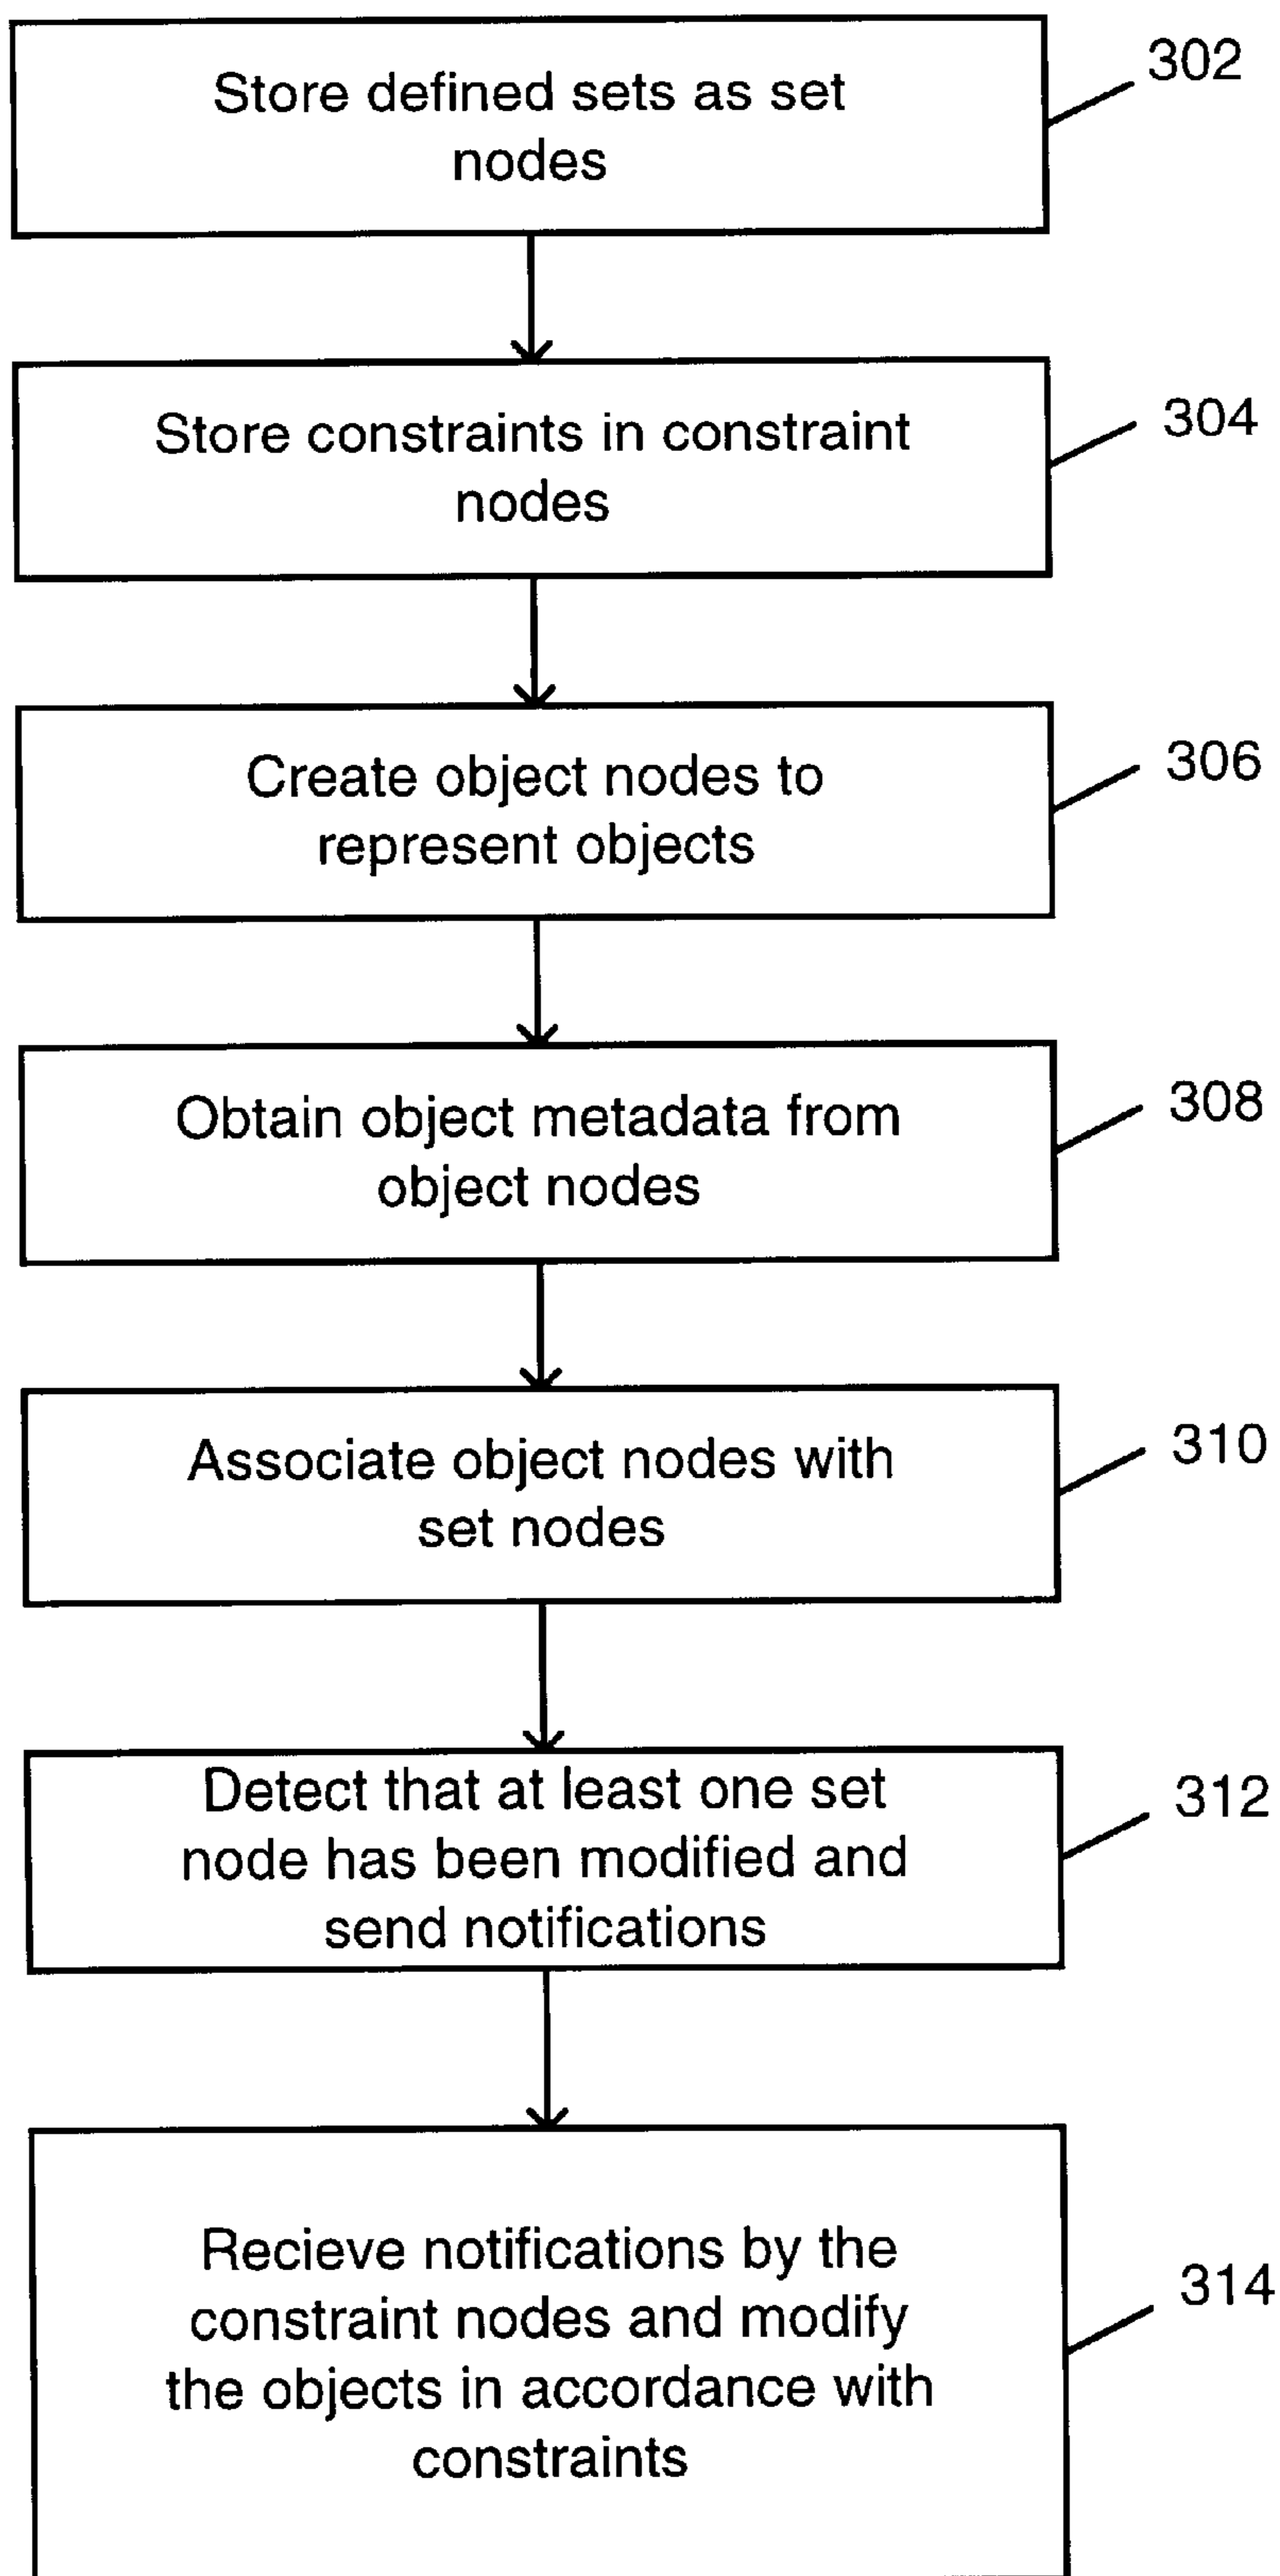 Store defined sets as set
nodes
302
Store constraints in constraint
nodes
304
Create object nodes to
represent objects
306
Obtain object metadata from
object nodes
308
Associate object nodes with
set nodes
310
Detect that at least one set
node has been modified and
send notifications
312
Recieve notifications by the
constraint nodes and modify
the objects in accordance with
constraints
314